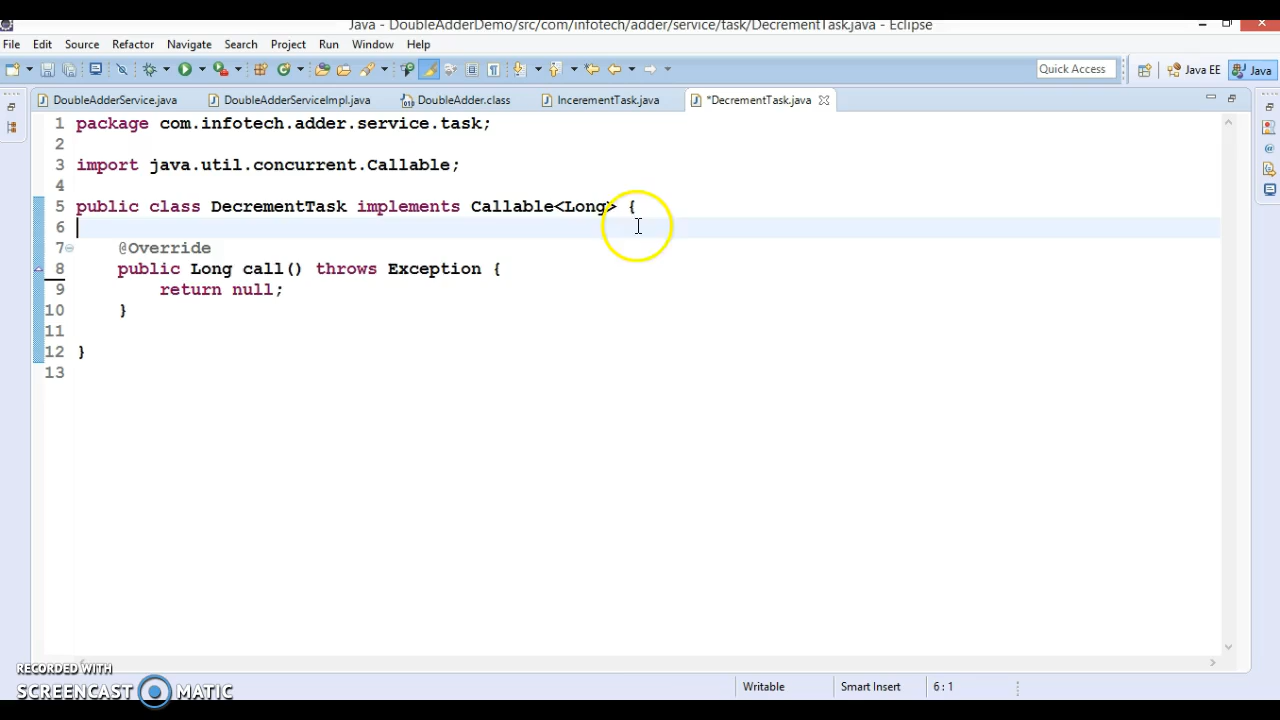 Java - DoubleAdderDemo/src/com/infotech/adder/service/task/DecrementTask.java - Eclipse
File Edit Source Refactor Navigate Search Project Run Window Help
Quick Access Java EE Java
DoubleAdderService.java DoubleAdderServiceImpl.java DoubleAdder.class IncerementTask.java *DecrementTask.java
1 package com.infotech.adder.service.task;
2
3 import java.util.concurrent.Callable;
4
5 public class DecrementTask implements Callable<Long> {
6
7 @Override
8 public Long call() throws Exception {
9 return null;
10 }
11
12 }
13
RECORDED WITH
SCREENCAST MATIC
Writable Smart Insert 6 : 1